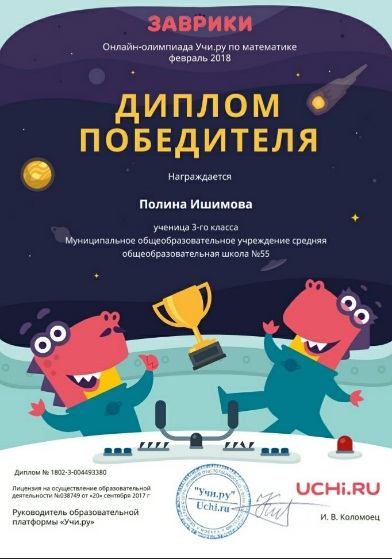 ЗАВРИКИ
Онлайн-олимпиада Учи.ру по математике
февраль 2018
ДИПЛОМ
ПОБЕДИТЕЛЯ
Награждается
Полина Ишимова
ученица 3-го класса
Муниципальное общеобразовательное учреждение средняя
общеобразовательная школа №55
Диплом № 1802-3-004493380
Лицензия на осуществление образовательной
деятельности №038749 от «20» сентября 2017 г
Руководитель образовательной
платформы «Учи.ру»
"Учи.ру"
Uchi.ru
UCHi.RU
И. В. Коломоец